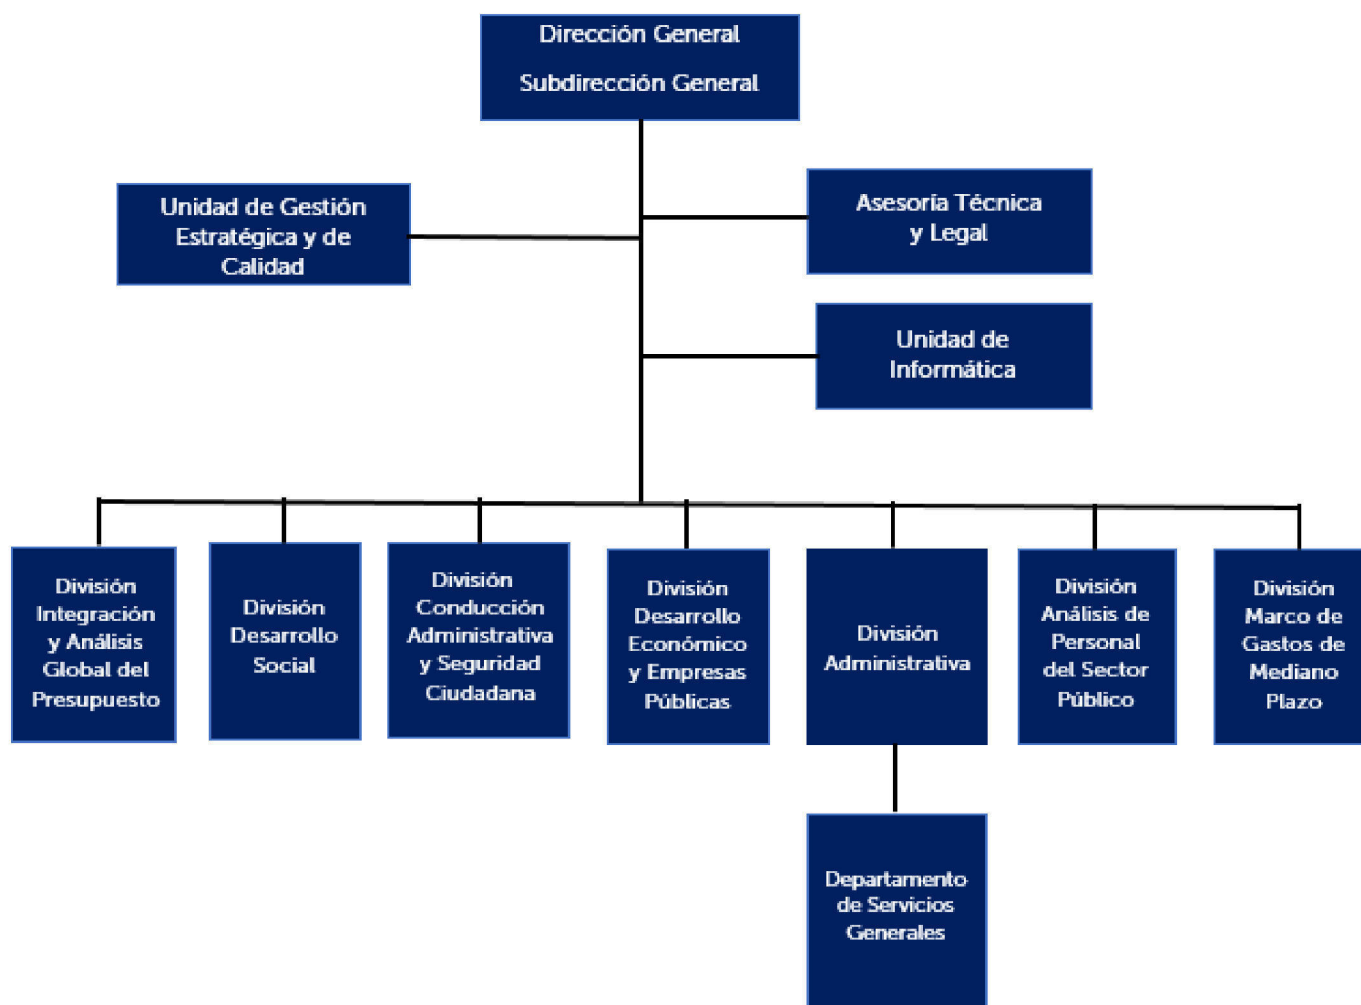 Dirección General
Subdirección General
Unidad de Gestión
Estratégica y de
Calidad
Asesoría Técnica
y Legal
Unidad de
Informática
División
Integración
y Análisis
Global del
Presupuesto
División
Desarrollo
Social
División
Conducción
Administrativa
y Seguridad
Ciudadana
División
Desarrollo
Económico
y Empresas
Públicas
División
Administrativa
División
Análisis de
Personal
del Sector
Público
División
Marco de
Gastos de
Mediano
Plazo
Departamento
de Servicios
Generales